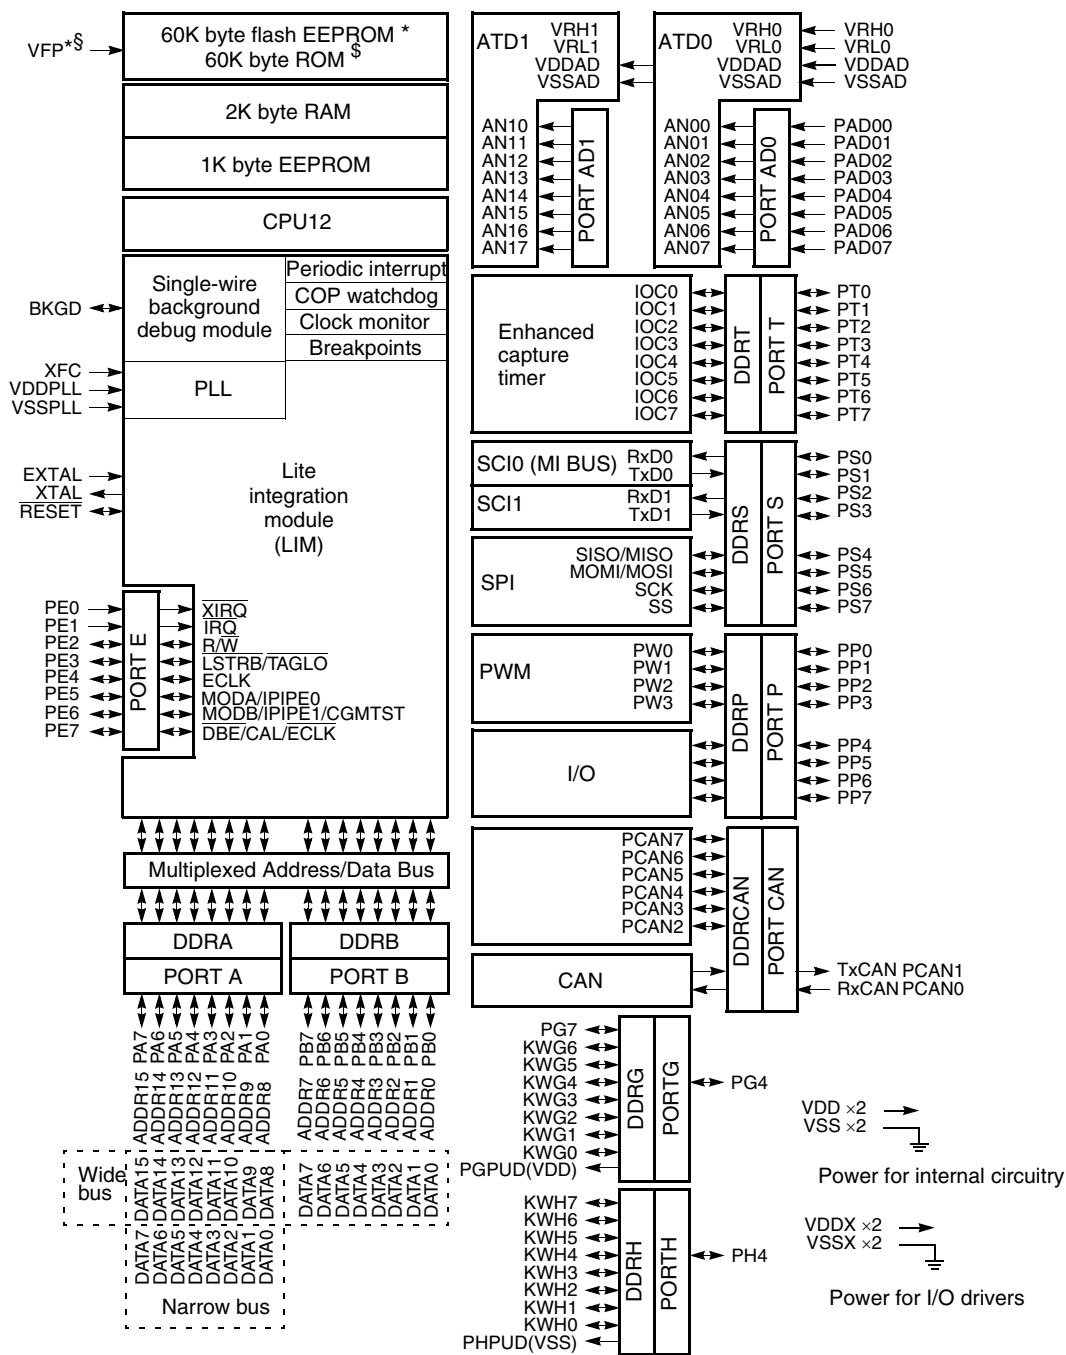 VFP*§
60K byte flash EEPROM *
60K byte ROM $
2K byte RAM
1K byte EEPROM
CPU12
Single-wire
background
debug module
Periodic interrupt
COP watchdog
Clock monitor
Breakpoints
BKGD
XFC
VDDPLL
VSSPLL
PLL
EXTAL
XTAL
RESET
Lite
integration
module
(LIM)
PE0
PE1
PE2
PE3
PE4
PE5
PE6
PE7
PORT E
XIRQ
IRQ
R/W
LSTRB/TAGLO
ECLK
MODA/IPIPE0
MODB/IPIPE1/CGMTST
DBE/CAL/ECLK
Multiplexed Address/Data Bus
DDRA
DDRB
PORT A
PORT B
PA7
PA6
PA5
PA4
PA3
PA2
PA1
PA0
PB7
PB6
PB5
PB4
PB3
PB2
PB1
PB0
ADDR15
ADDR14
ADDR13
ADDR12
ADDR11
ADDR10
ADDR9
ADDR8
ADDR7
ADDR6
ADDR5
ADDR4
ADDR3
ADDR2
ADDR1
ADDR0
Wide
bus
DATA15
DATA14
DATA13
DATA12
DATA11
DATA10
DATA9
DATA8
DATA7
DATA6
DATA5
DATA4
DATA3
DATA2
DATA1
DATA0
DATA7
DATA6
DATA5
DATA4
DATA3
DATA2
DATA1
DATA0
Narrow bus
ATD1
VRH1
VRL1
VDDAD
VSSAD
AN10
AN11
AN12
AN13
AN14
AN15
AN16
AN17
PORT AD1
ATD0
VRH0
VRL0
VDDAD
VSSAD
VRH0
VRL0
VDDAD
VSSAD
AN00
AN01
AN02
AN03
AN04
AN05
AN06
AN07
PORT AD0
PAD00
PAD01
PAD02
PAD03
PAD04
PAD05
PAD06
PAD07
Enhanced
capture
timer
IOC0
IOC1
IOC2
IOC3
IOC4
IOC5
IOC6
IOC7
DDRT
PORT T
PT0
PT1
PT2
PT3
PT4
PT5
PT6
PT7
SCI0 (MI BUS)
RxD0
TxD0
SCI1
RxD1
TxD1
SPI
SISO/MISO
MOMI/MOSI
SCK
SS
DDRS
PORT S
PS0
PS1
PS2
PS3
PS4
PS5
PS6
PS7
PWM
PW0
PW1
PW2
PW3
I/O
DDRP
PORT P
PP0
PP1
PP2
PP3
PP4
PP5
PP6
PP7
PCAN7
PCAN6
PCAN5
PCAN4
PCAN3
PCAN2
CAN
DDRCAN
PORT CAN
TxCAN PCAN1
RxCAN PCAN0
PG7
KWG6
KWG5
KWG4
KWG3
KWG2
KWG1
KWG0
PGPUD(VDD)
DDRG
PORTG
PG4
KWH7
KWH6
KWH5
KWH4
KWH3
KWH2
KWH1
KWH0
PHPUD(VSS)
DDRH
PORTH
PH4
VDD ×2
VSS ×2
Power for internal circuitry
VDDX ×2
VSSX ×2
Power for I/O drivers